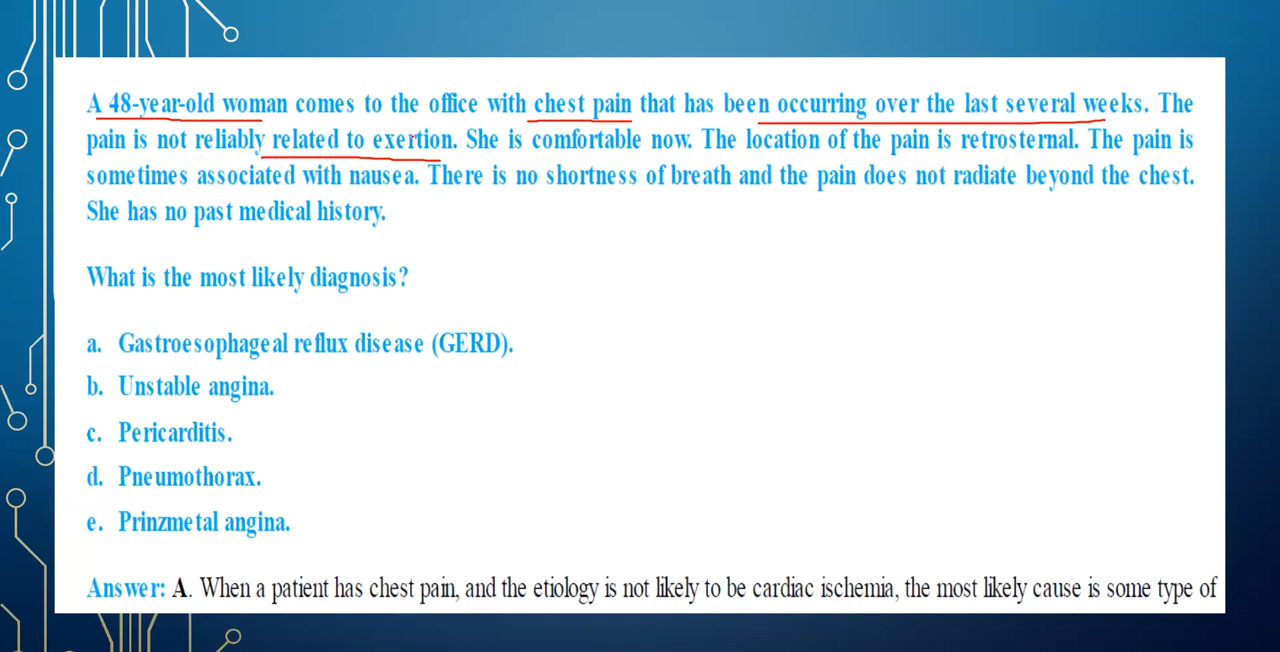 A 48-year-old woman comes to the office with chest pain that has been occurring over the last several weeks. The
pain is not reliably related to exertion. She is comfortable now. The location of the pain is retrosternal. The pain is
sometimes associated with nausea. There is no shortness of breath and the pain does not radiate beyond the chest.
She has no past medical history.
What is the most likely diagnosis?
a. Gastroesophageal reflux disease (GERD).
b. Unstable angina.
c. Pericarditis.
d. Pneumothorax.
e. Prinzmetal angina.
Answer: A. When a patient has chest pain, and the etiology is not likely to be cardiac ischemia, the most likely cause is some type of